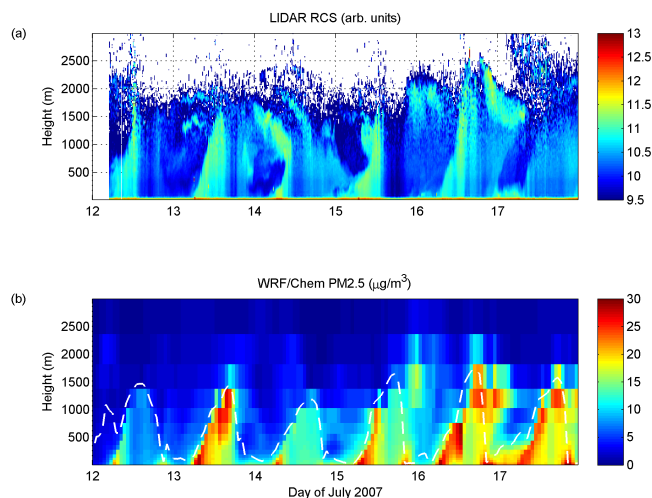 LIDAR RCS (arb. units)
(a)
Height (m)
2500
2000
1500
1000
500
12 13 14 15 16 17
13
12.5
12
11.5
11
10.5
10
9.5
WRF/Chem PM2.5 (μg/m³)
(b)
Height (m)
2500
2000
1500
1000
500
12 13 14 15 16 17
Day of July 2007
30
25
20
15
10
5
0